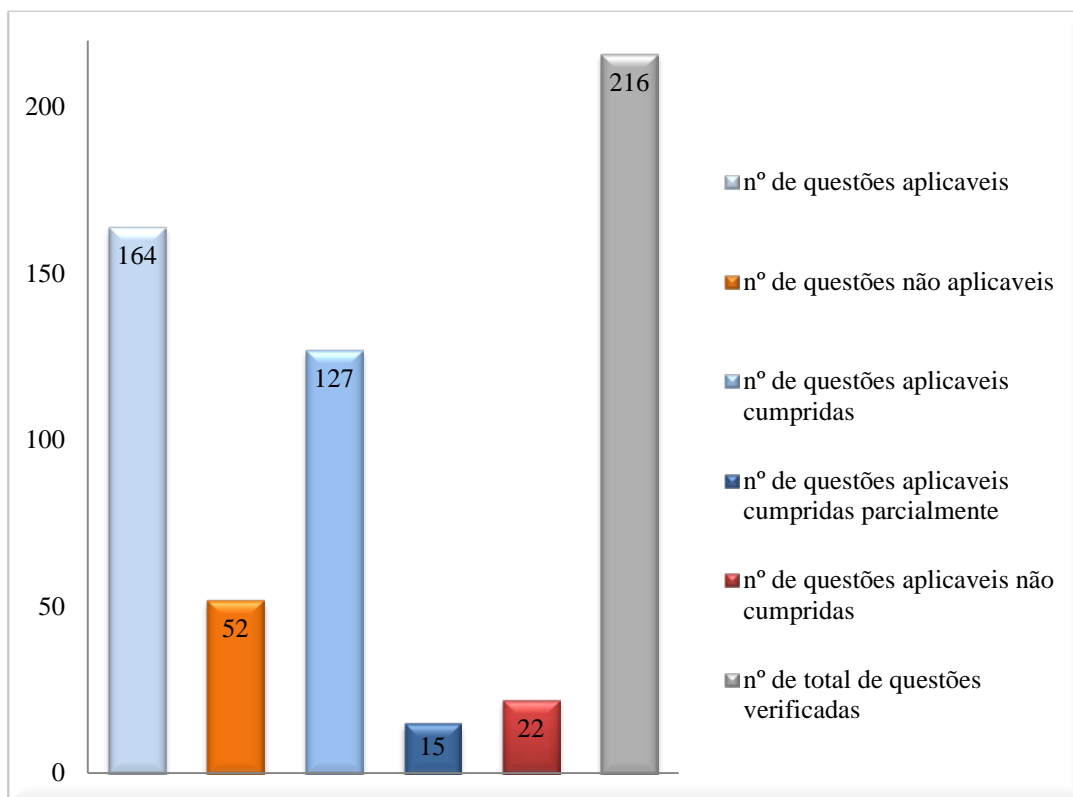 216
200
nº de questões aplicaveis
164
150
nº de questões não aplicaveis
127
nº de questões aplicaveis
cumpridas
100
nº de questões aplicaveis
cumpridas parcialmente
50
52
nº de questões aplicaveis não
cumpridas
22
15
nº de total de questões
verificadas
0